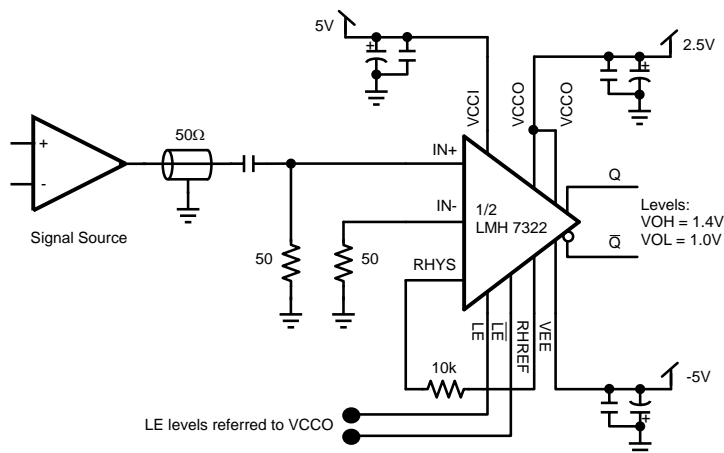 5V
2.5V
VCCI
VCCO
VCCO
50Ω
+
-
Signal Source
IN+
IN-
RHYS
1/2
LMH 7322
Q
Q̅
Levels:
VOH = 1.4V
VOL = 1.0V
50
50
LE
L̅E̅
RHREF
VEE
10k
-5V
LE levels referred to VCCO
+
+
+